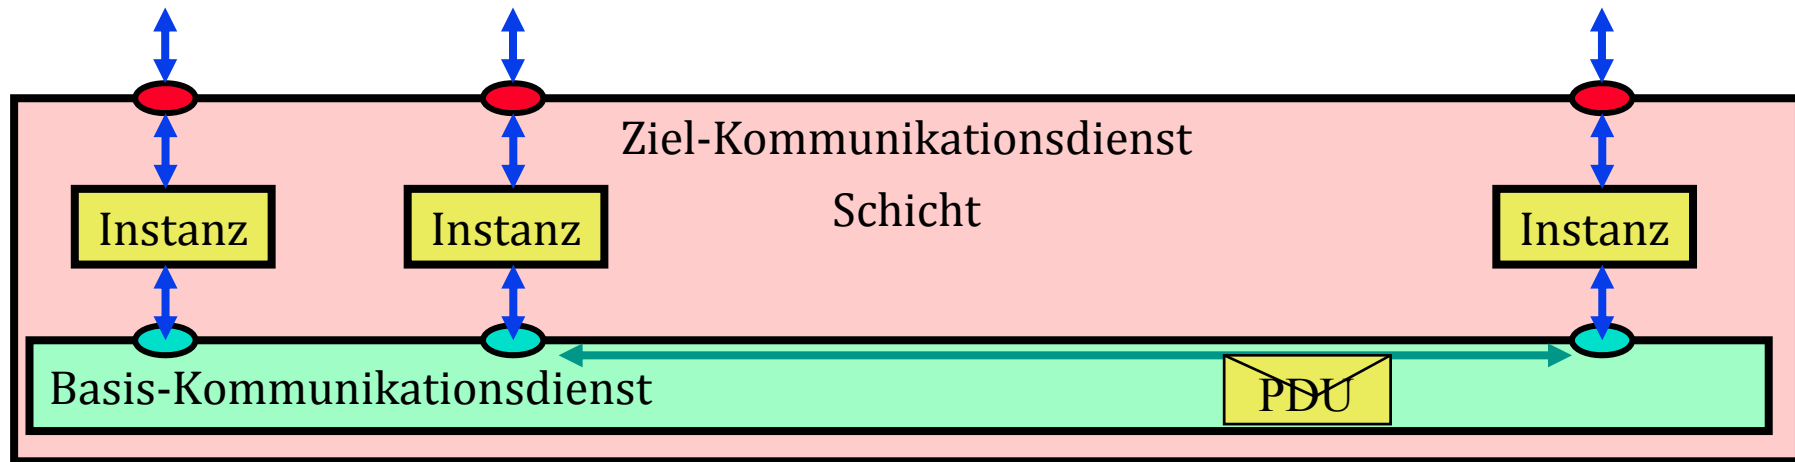 Ziel-Kommunikationsdienst
Schicht
Instanz
Instanz
Instanz
Basis-Kommunikationsdienst
PDU